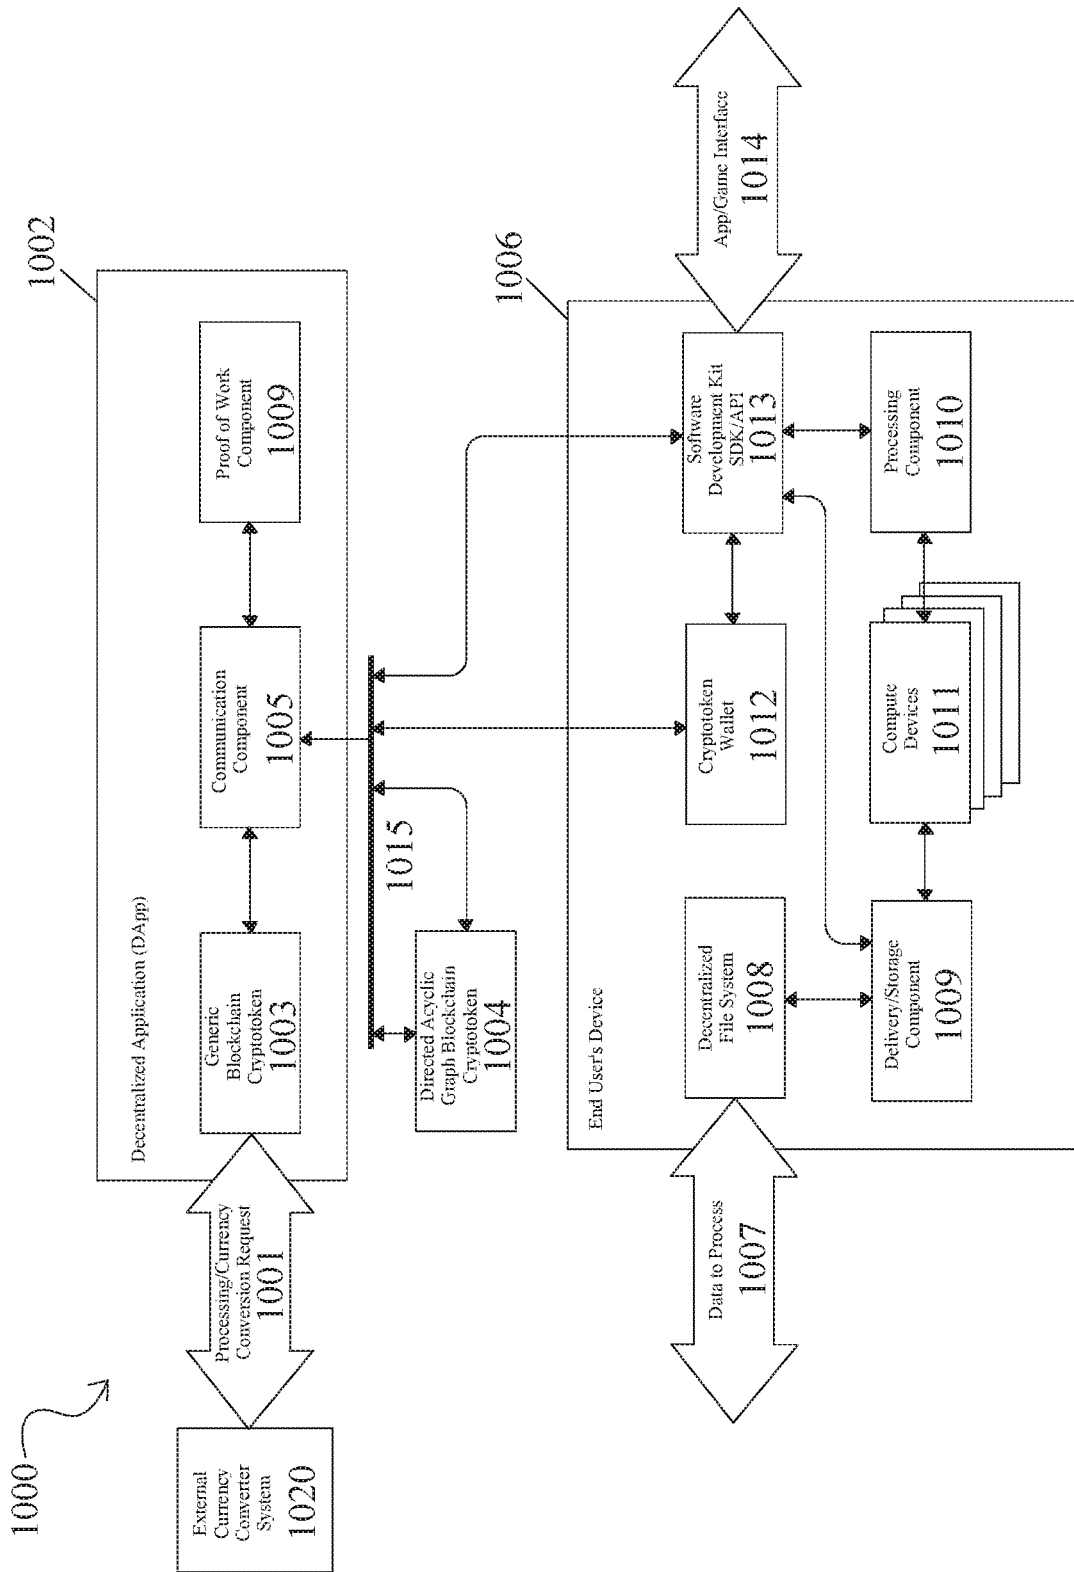 1000
External
Currency
Converter
System
1020
Processing/Currency
Conversion Request
1001
1002
Decentralized Application (DApp)
Generic
Blockchain
Cryptotoken
1003
Communication
Component
1005
Proof of Work
Component
1009
1015
Directed Acyclic
Graph Blockchain
Cryptotoken
1004
1006
End User's Device
Data to Process
1007
Decentralized
File System
1008
Cryptotoken
Wallet
1012
Software
Development Kit
SDK/API
1013
App/Game Interface
1014
Delivery/Storage
Component
1009
Compute
Devices
1011
Processing
Component
1010